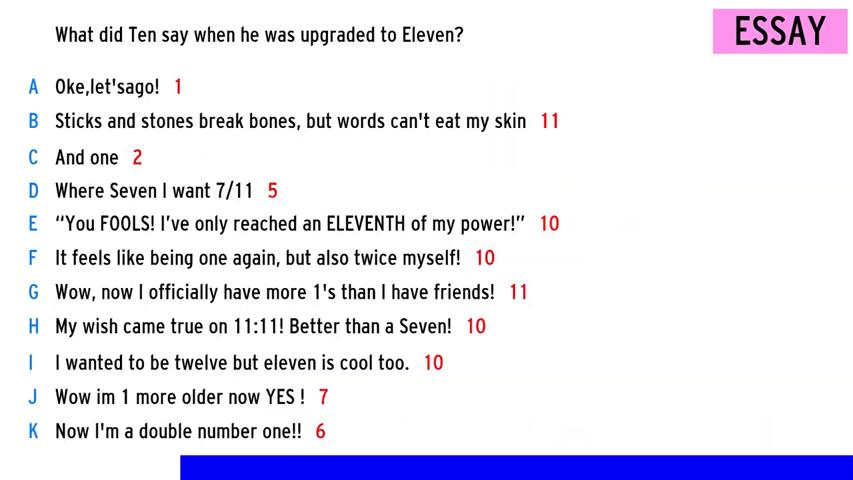 What did Ten say when he was upgraded to Eleven?
ESSAY
A Oke,let'sago! 1
B Sticks and stones break bones, but words can't eat my skin 11
C And one 2
D Where Seven I want 7/11 5
E “You FOOLS! I’ve only reached an ELEVENTH of my power!” 10
F It feels like being one again, but also twice myself! 10
G Wow, now I officially have more 1's than I have friends! 11
H My wish came true on 11:11! Better than a Seven! 10
I I wanted to be twelve but eleven is cool too. 10
J Wow im 1 more older now YES ! 7
K Now I'm a double number one!! 6